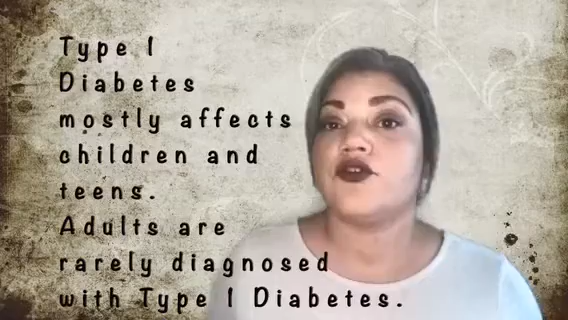 Type 1
Diabetes
mostly affects
children and
teens.
Adults are
rarely diagnosed
with Type 1 Diabetes.